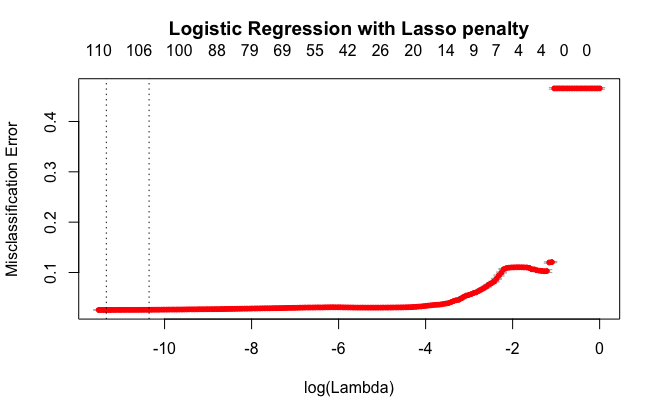 Logistic Regression with Lasso penalty
110 106 100 88 79 69 55 42 26 20 14 9 7 4 4 0 0
Misclassification Error
0.4
0.3
0.2
0.1
-10 -8 -6 -4 -2 0
log(Lambda)